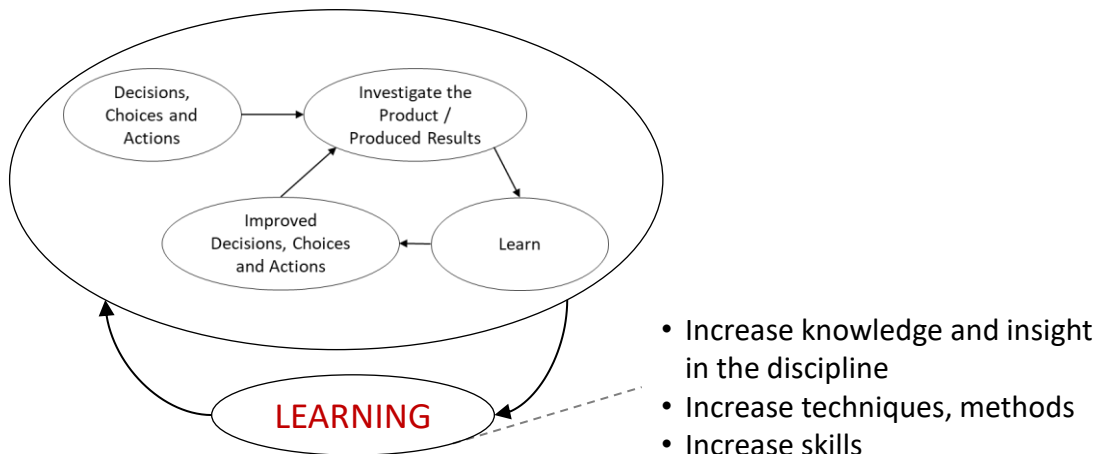 Decisions,
Choices and
Actions
Investigate the
Product /
Produced Results
Improved
Decisions, Choices
and Actions
Learn
LEARNING
• Increase knowledge and insight
in the discipline
• Increase techniques, methods
• Increase skills